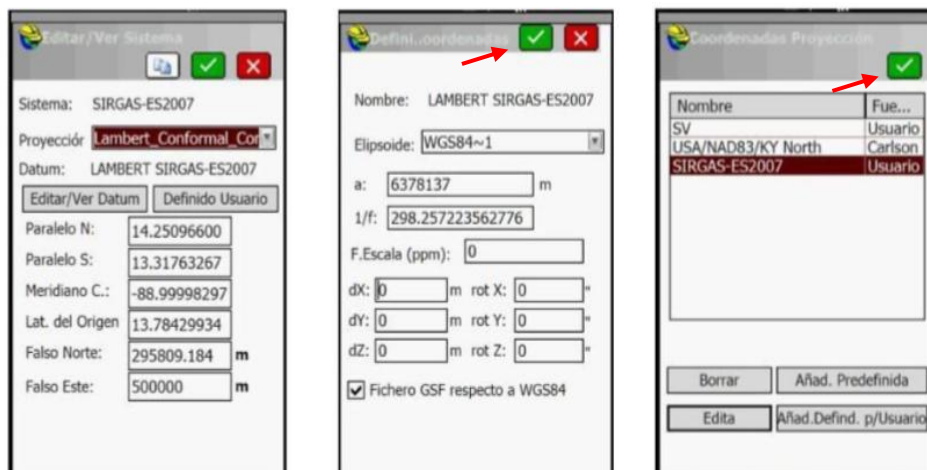 Editar/Ver Sistema
Sistema: SIRGAS-ES2007
Proyección Lambert_Conformal_Cor
Datum: LAMBERT SIRGAS-ES2007
Editar/Ver Datum Definido Usuario
Paralelo N: 14.25096600
Paralelo S: 13.31763267
Meridiano C.: -88.99998297
Lat. del Origen 13.78429934
Falso Norte: 295809.184 m
Falso Este: 500000 m
Defini..oordenadas
Nombre: LAMBERT SIRGAS-ES2007
Elipsoide: WGS84~1
a: 6378137 m
1/f: 298.257223562776
F.Escala (ppm): 0
dX: 0 m rot X: 0 "
dY: 0 m rot Y: 0 "
dZ: 0 m rot Z: 0 "
Fichero GSF respecto a WGS84
Coordenadas Proyección
Nombre Fue...
SV Usuario
USA/NAD83/KY North Carlson
SIRGAS-ES2007 Usuario
Borrar Añad. Predefinida
Edita Añad.Defind. p/Usuario